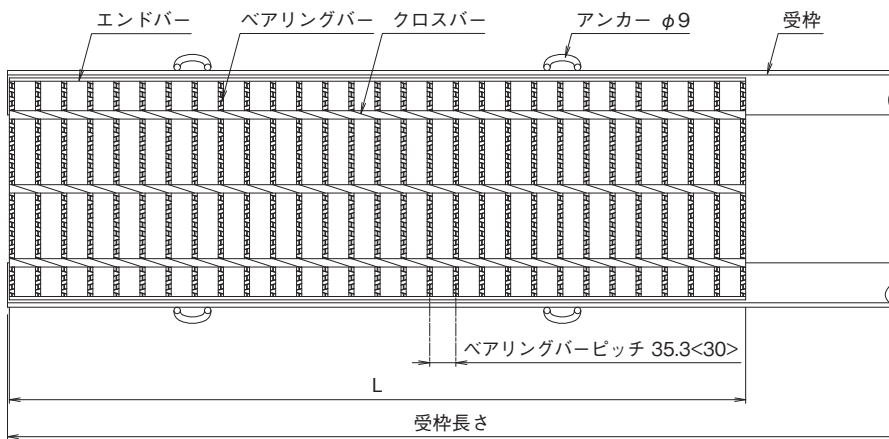 エンドバー
ベアリングバー
クロスバー
アンカー φ9
受枠
ベアリングバーピッチ 35.3<30>
L
受枠長さ